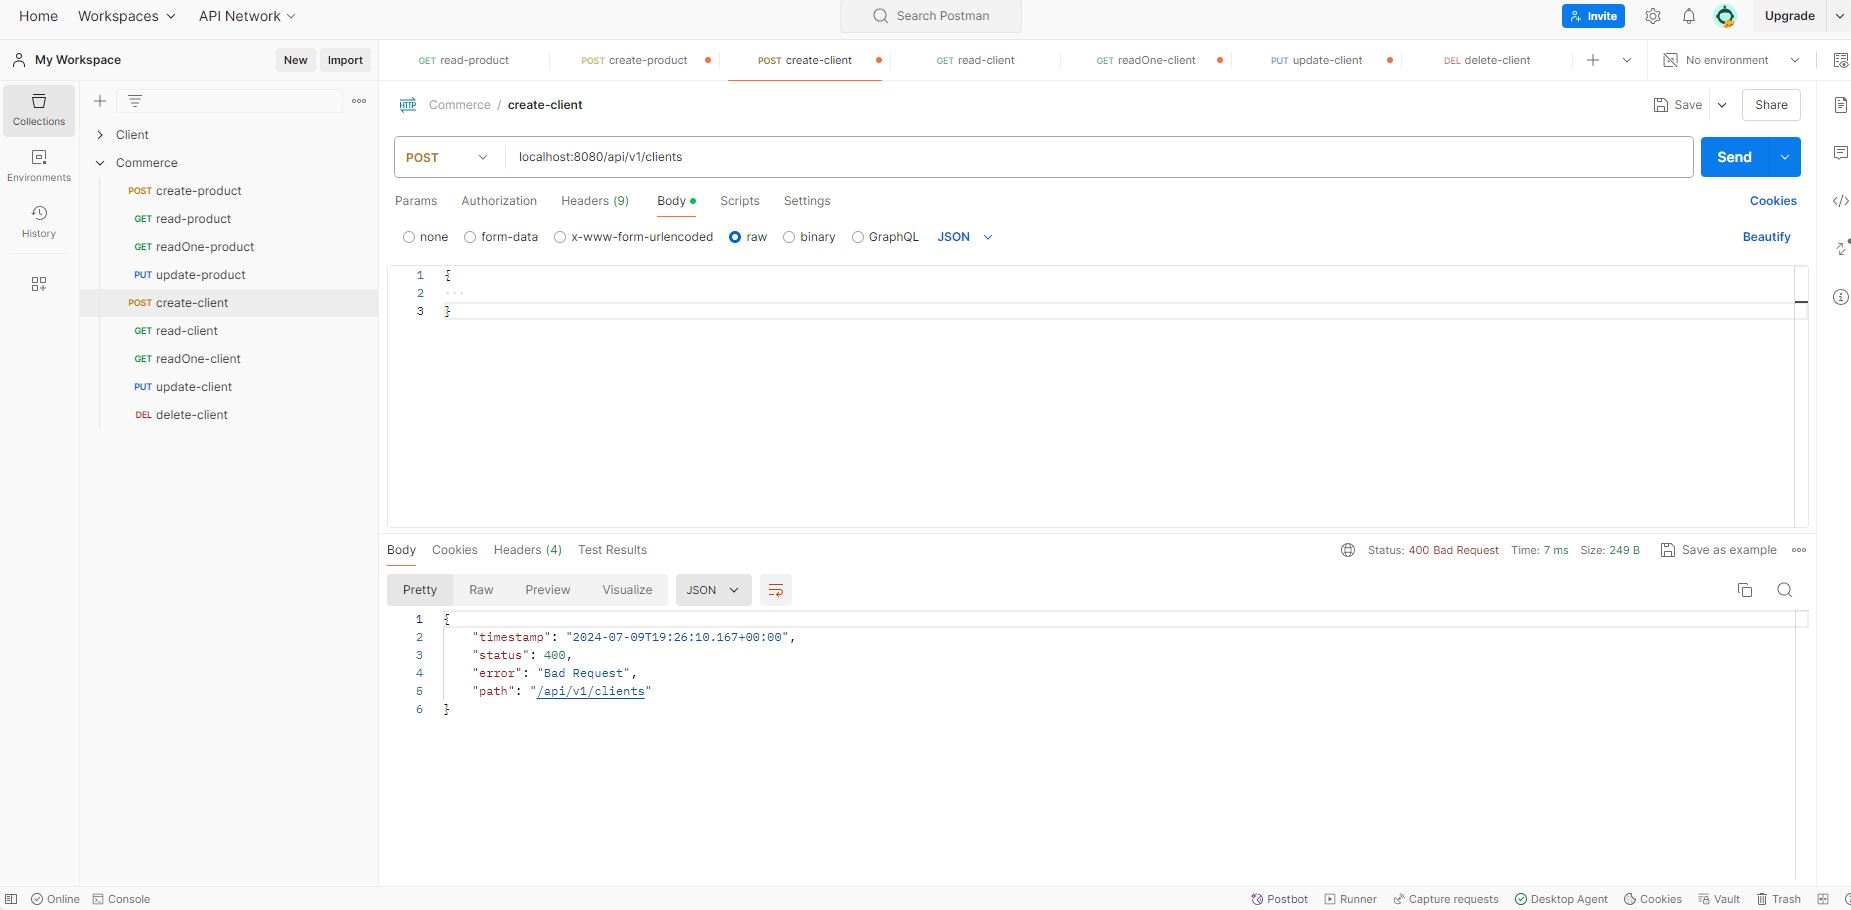 Home Workspaces API Network Search Postman Invite Upgrade
My Workspace New Import GET read-product POST create-product POST create-client GET read-client GET readOne-client PUT update-client DEL delete-client No environment
Collections
Environments
History
Client
Commerce
POST create-product
GET read-product
GET readOne-product
PUT update-product
POST create-client
GET read-client
GET readOne-client
PUT update-client
DEL delete-client
HTTP Commerce / create-client Save Share
POST localhost:8080/api/v1/clients Send
Params Authorization Headers (9) Body Scripts Settings Cookies
none form-data x-www-form-urlencoded raw binary GraphQL JSON Beautify
1 {
2 ···
3 }
Body Cookies Headers (4) Test Results Status: 400 Bad Request Time: 7 ms Size: 249 B Save as example
Pretty Raw Preview Visualize JSON
1 {
2 "timestamp": "2024-07-09T19:26:10.167+00:00",
3 "status": 400,
4 "error": "Bad Request",
5 "path": "/api/v1/clients"
6 }
Online Console Postbot Runner Capture requests Desktop Agent Cookies Vault Trash